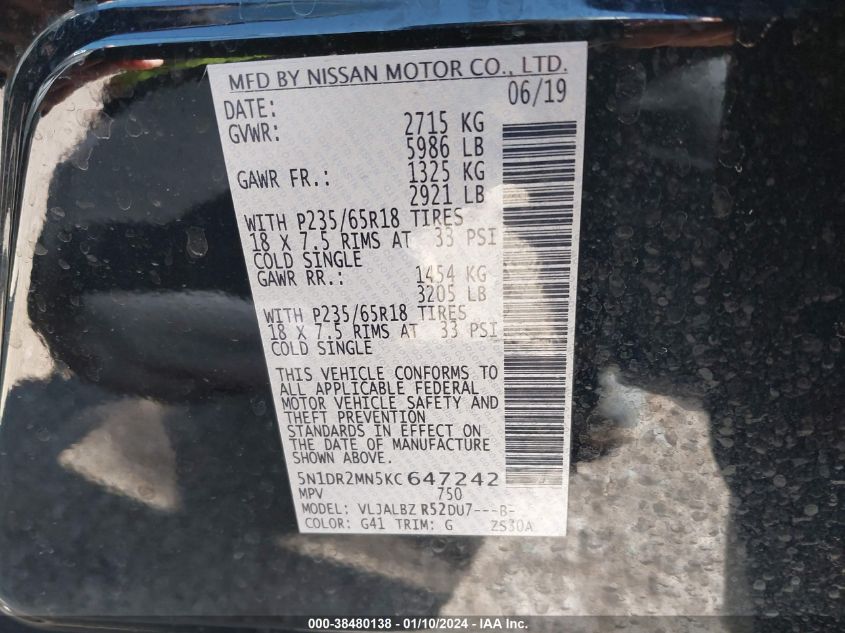 MFD BY NISSAN MOTOR CO., LTD.
DATE: 06/19
GVWR: 2715 KG
5986 LB
GAWR FR.: 1325 KG
2921 LB
WITH P235/65R18 TIRES
18 X 7.5 RIMS AT 33 PSI
COLD SINGLE
GAWR RR.: 1454 KG
3205 LB
WITH P235/65R18 TIRES
18 X 7.5 RIMS AT 33 PSI
COLD SINGLE
THIS VEHICLE CONFORMS TO
ALL APPLICABLE FEDERAL
MOTOR VEHICLE SAFETY AND
THEFT PREVENTION
STANDARDS IN EFFECT ON
THE DATE OF MANUFACTURE
SHOWN ABOVE.
5N1DR2MN5KC647242
MPV 750
MODEL: VLJALBZ R52DU7---B-
COLOR: G41 TRIM: G ZS30A
000-38480138 - 01/10/2024 - IAA Inc.